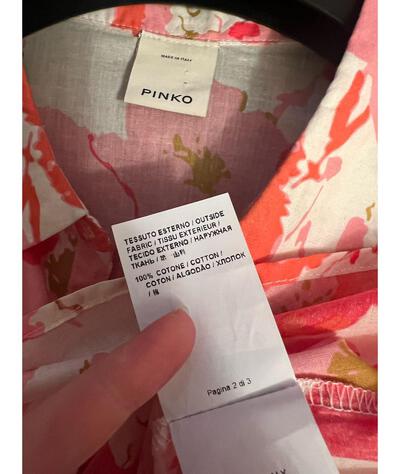 MADE IN ITALY
PINKO
TESSUTO ESTERNO / OUTSIDE
FABRIC / TISSU EXTERIEUR /
TECIDO EXTERNO / НАРУЖНАЯ
ТКАНЬ /
100% COTONE / COTTON /
COTON / ALGODÃO / ХЛОПОК
/ 棉
Pagina 2 di 3